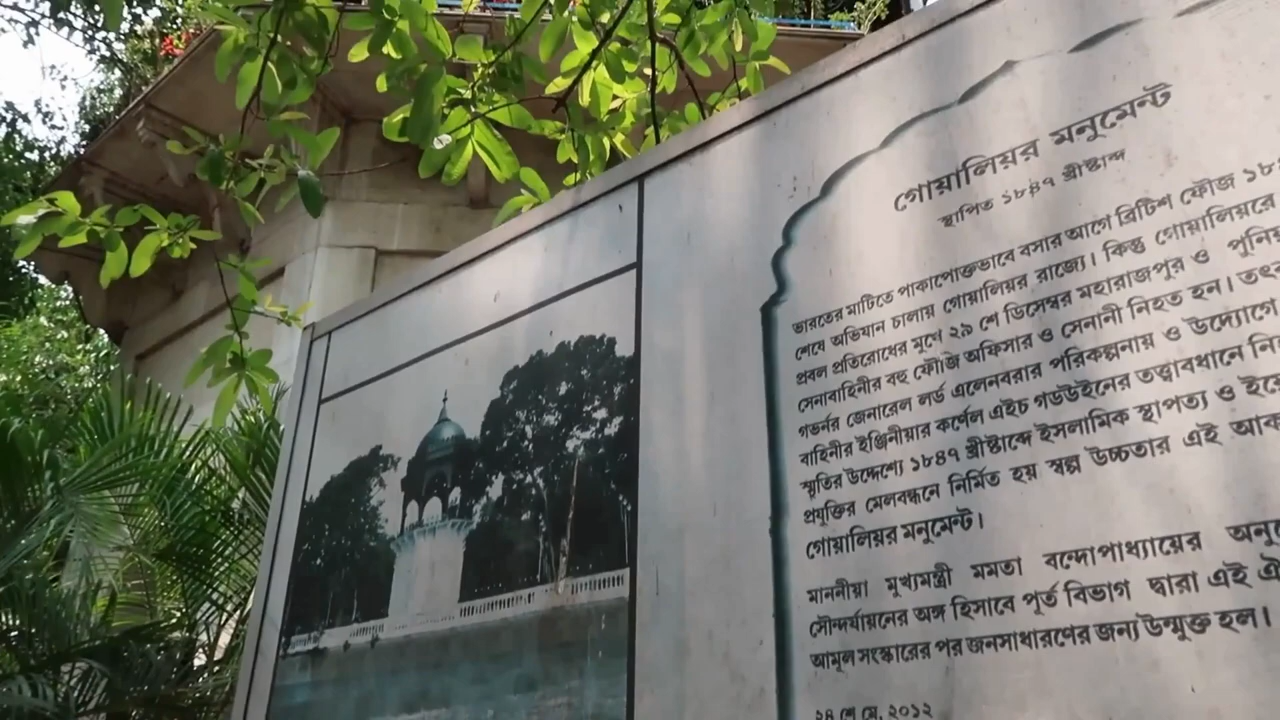 গোয়ালিয়র মনুমেন্ট
স্থাপিত ১৮৪৭ খ্রীস্টাব্দ
ভারতের মাটিতে পাকাপোক্তভাবে বসার আগে ব্রিটিশ ফৌজ
শেষে অভিযান চালায় গোয়ালিয়র রাজ্যে। কিন্তু গোয়ালিয়রে
প্রবল প্রতিরোধের মুখে ২৯ শে ডিসেম্বর মহারাজপুর ও
সেনাবাহিনীর বহু ফৌজি অফিসার ও সেনানী নিহত হন।
গভর্নর জেনারেল লর্ড এলেনবরার পরিকল্পনায় ও উদ্যোগে
বাহিনীর ইঞ্জিনীয়ার কর্ণেল এইচ গডউইনের তত্ত্বাবধানে
স্মৃতির উদ্দেশ্যে ১৮৪৭ খ্রীষ্টাব্দে ইসলামিক স্থাপত্য ও
প্রযুক্তির মেলবন্ধনে নির্মিত হয় স্বল্প উচ্চতার এই
গোয়ালিয়র মনুমেন্ট।
মাননীয়া মুখ্যমন্ত্রী মমতা বন্দোপাধ্যায়ের
সৌন্দর্যায়নের অঙ্গ হিসাবে পূর্ত বিভাগ দ্বারা এই
আমূল সংস্কারের পর জনসাধারণের জন্য উন্মুক্ত হল।
২৪ শে মে, ২০১২